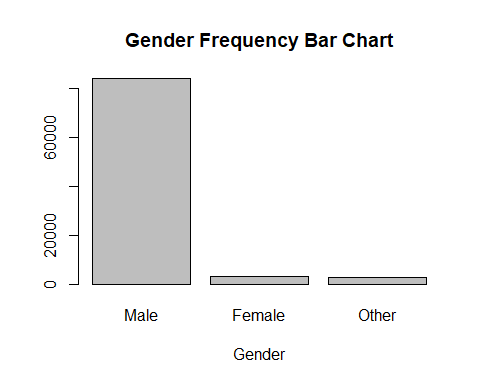 Gender Frequency Bar Chart
60000
20000
0
Male Female Other
Gender